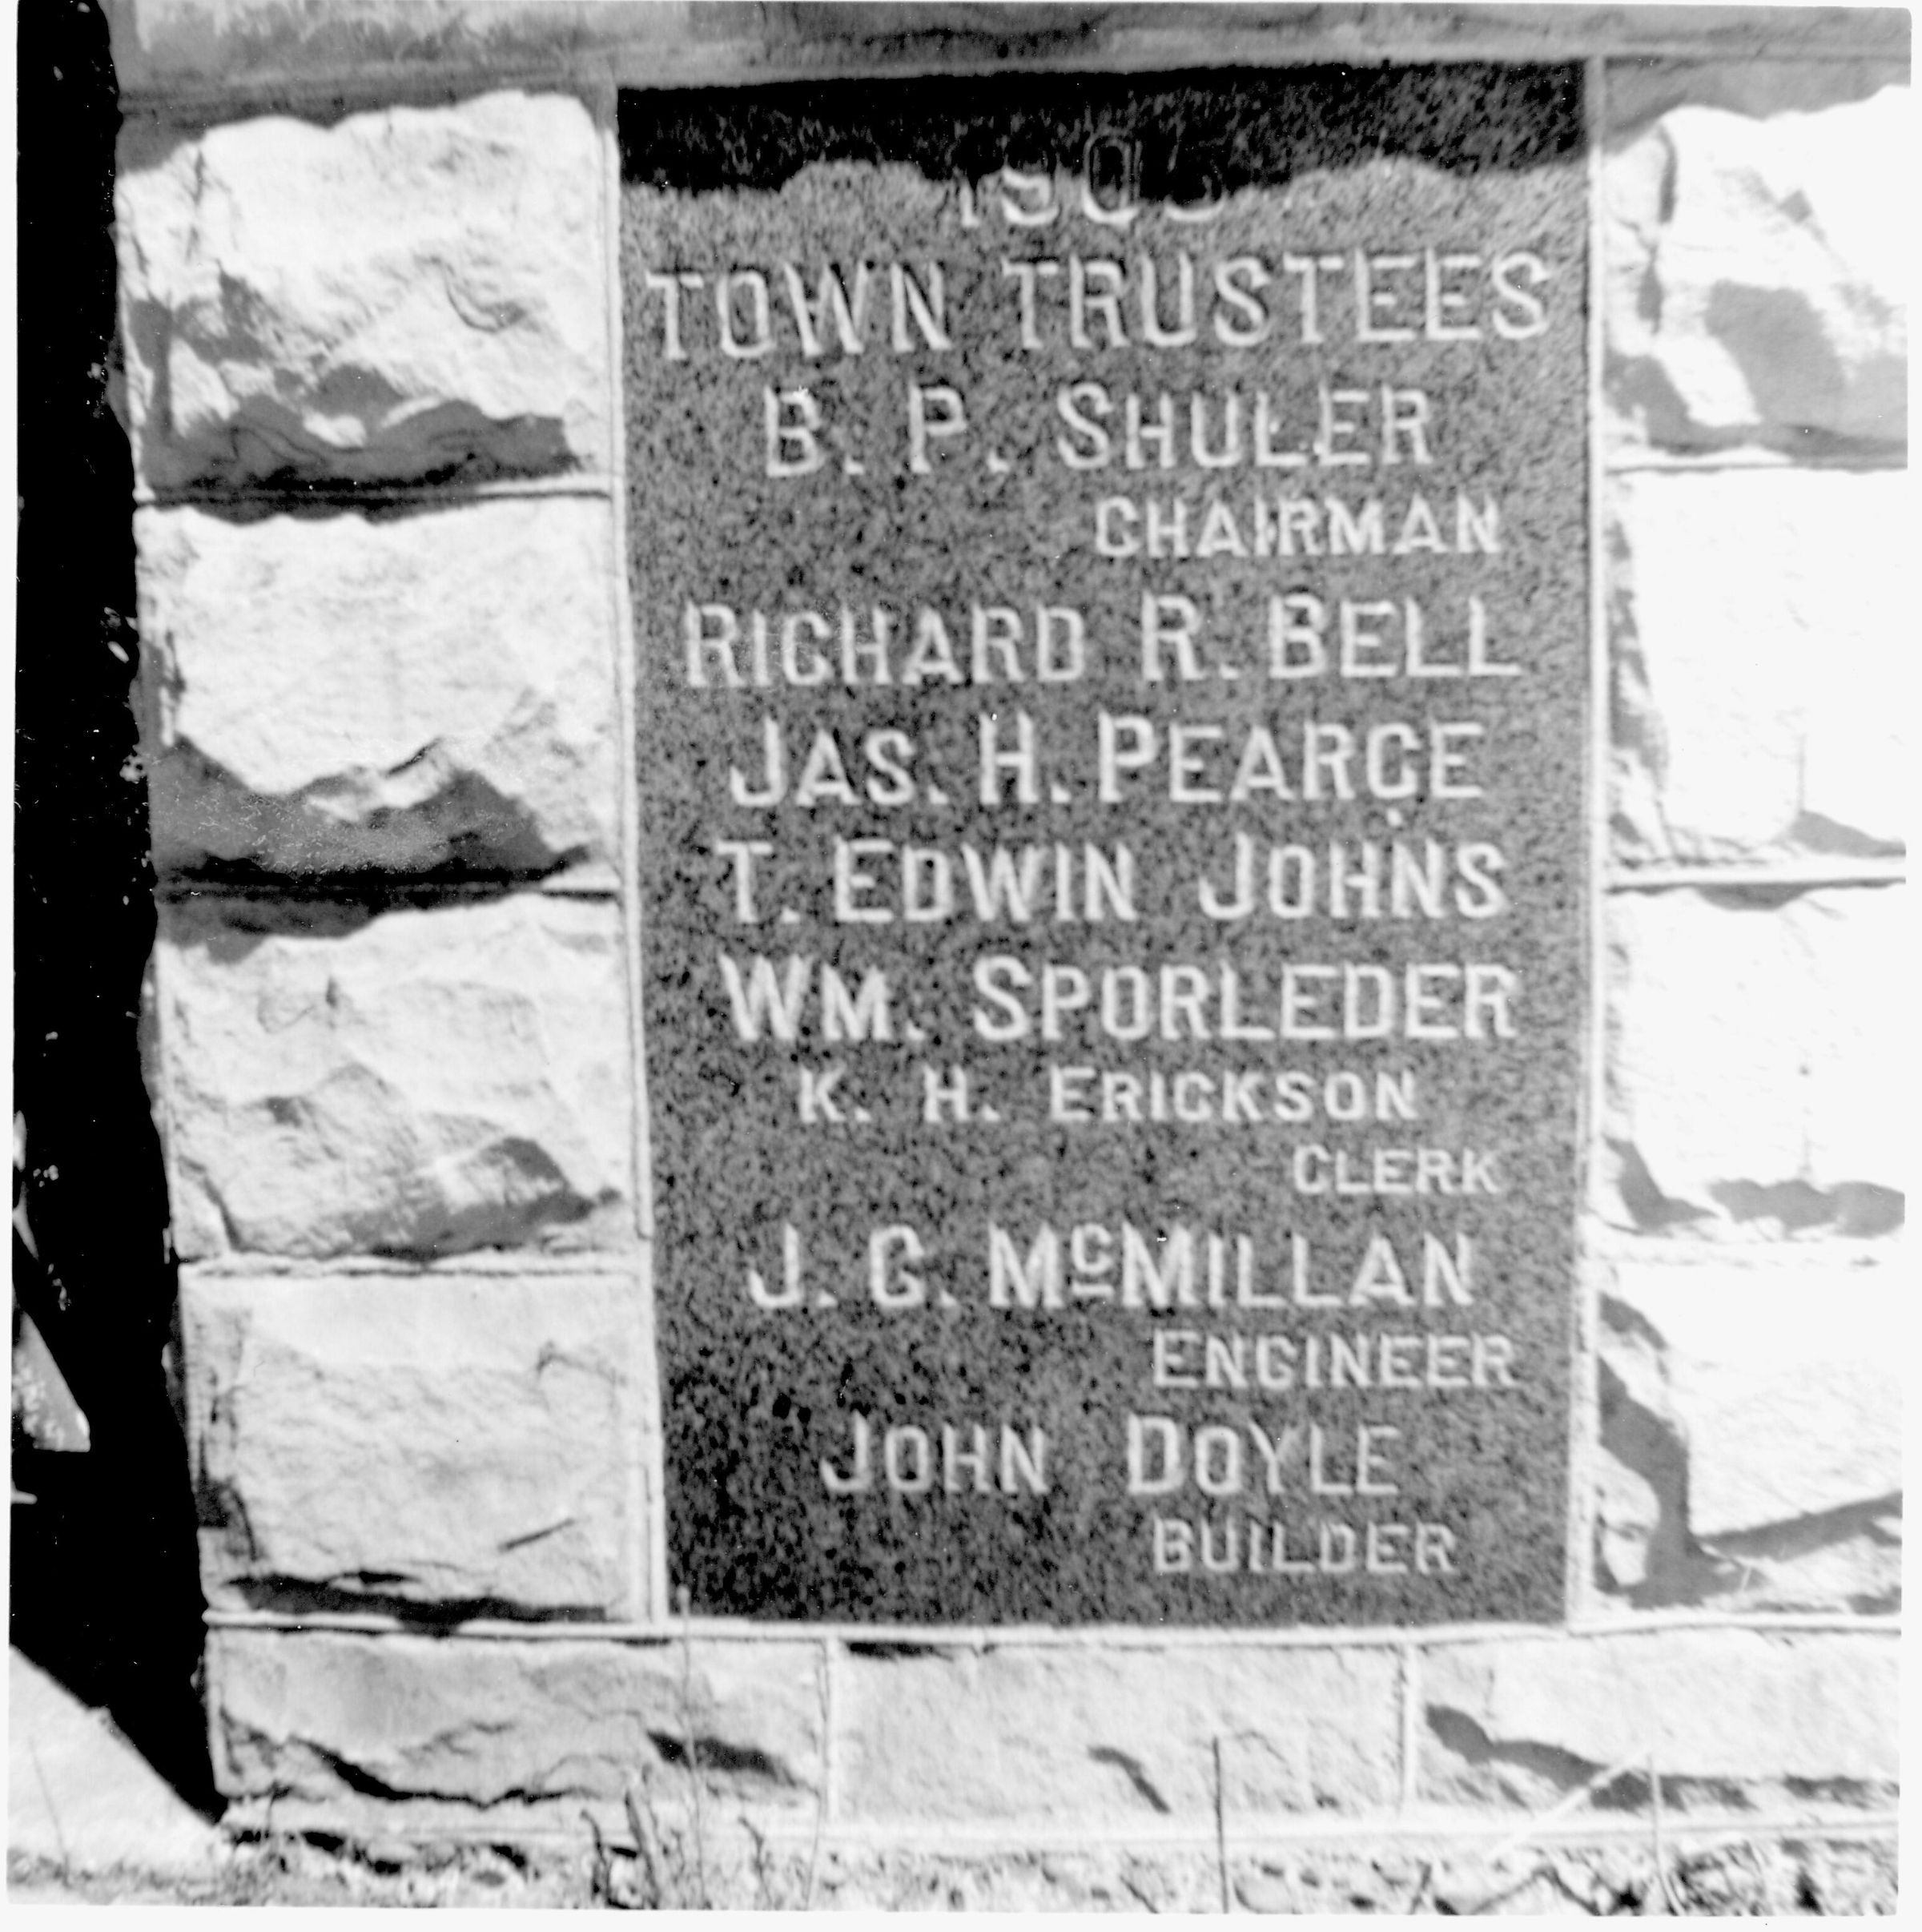 1905
TOWN TRUSTEES
B. P. SHULER
CHAIRMAN
RICHARD R. BELL
JAS. H. PEARCE
T. EDWIN JOHNS
WM. SPORLEDER
K. H. ERICKSON
CLERK
J. G. MCMILLAN
ENGINEER
JOHN DOYLE
BUILDER